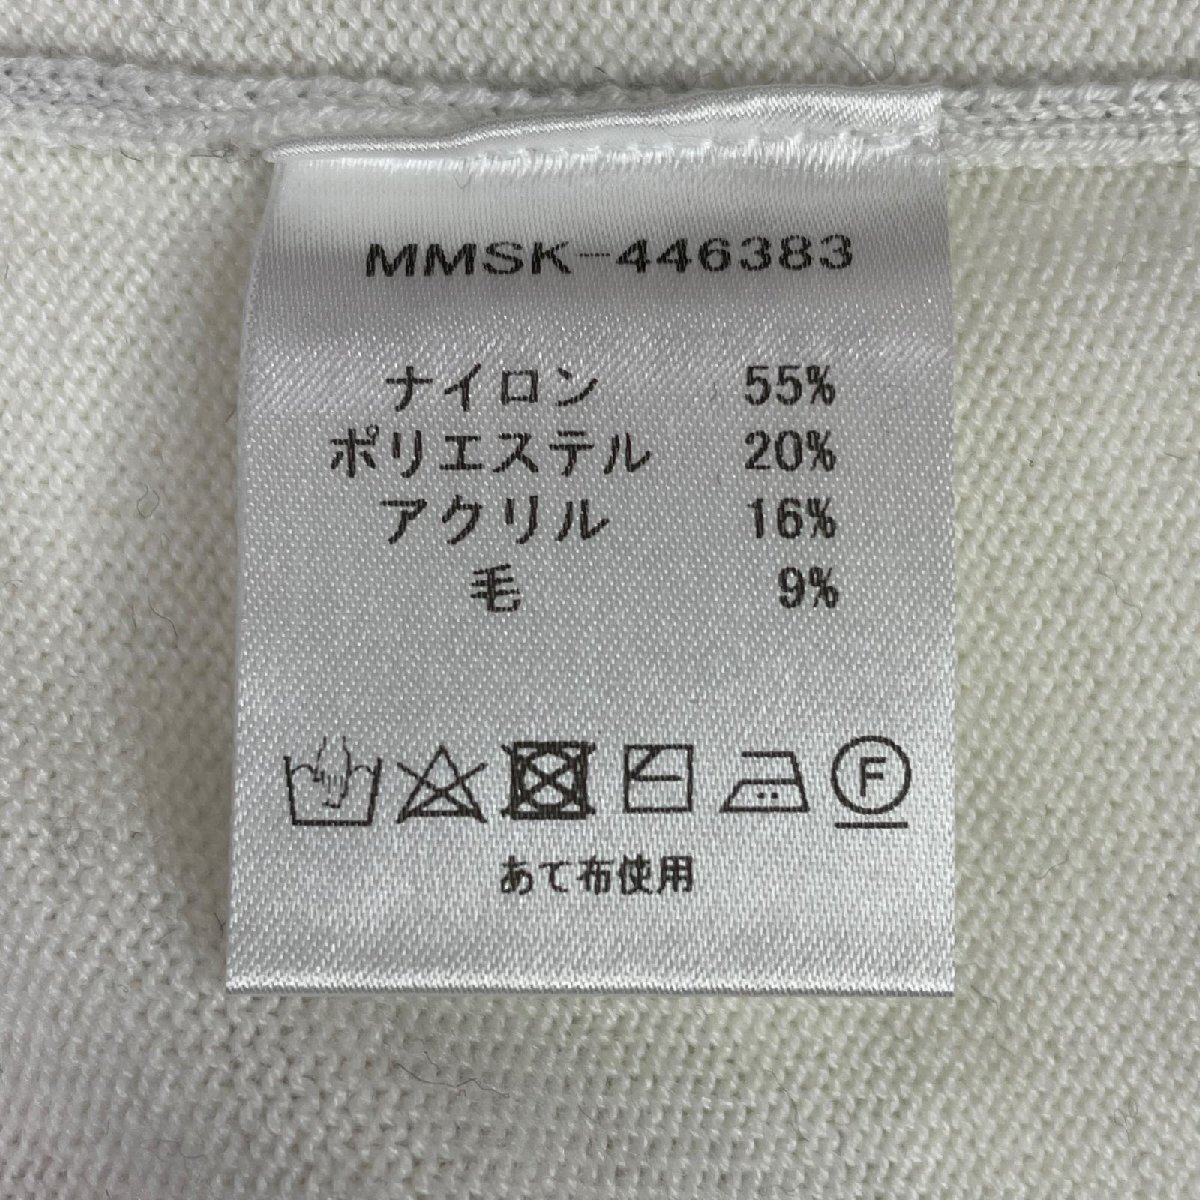 MMSK-446383
ナイロン 55%
ポリエステル 20%
アクリル 16%
毛 9%
F
あて布使用